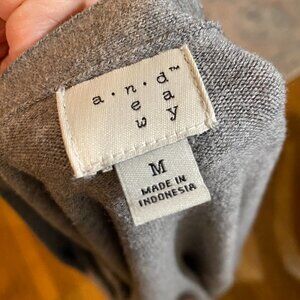 a · n · d™
e a
w y
M
MADE IN
INDONESIA